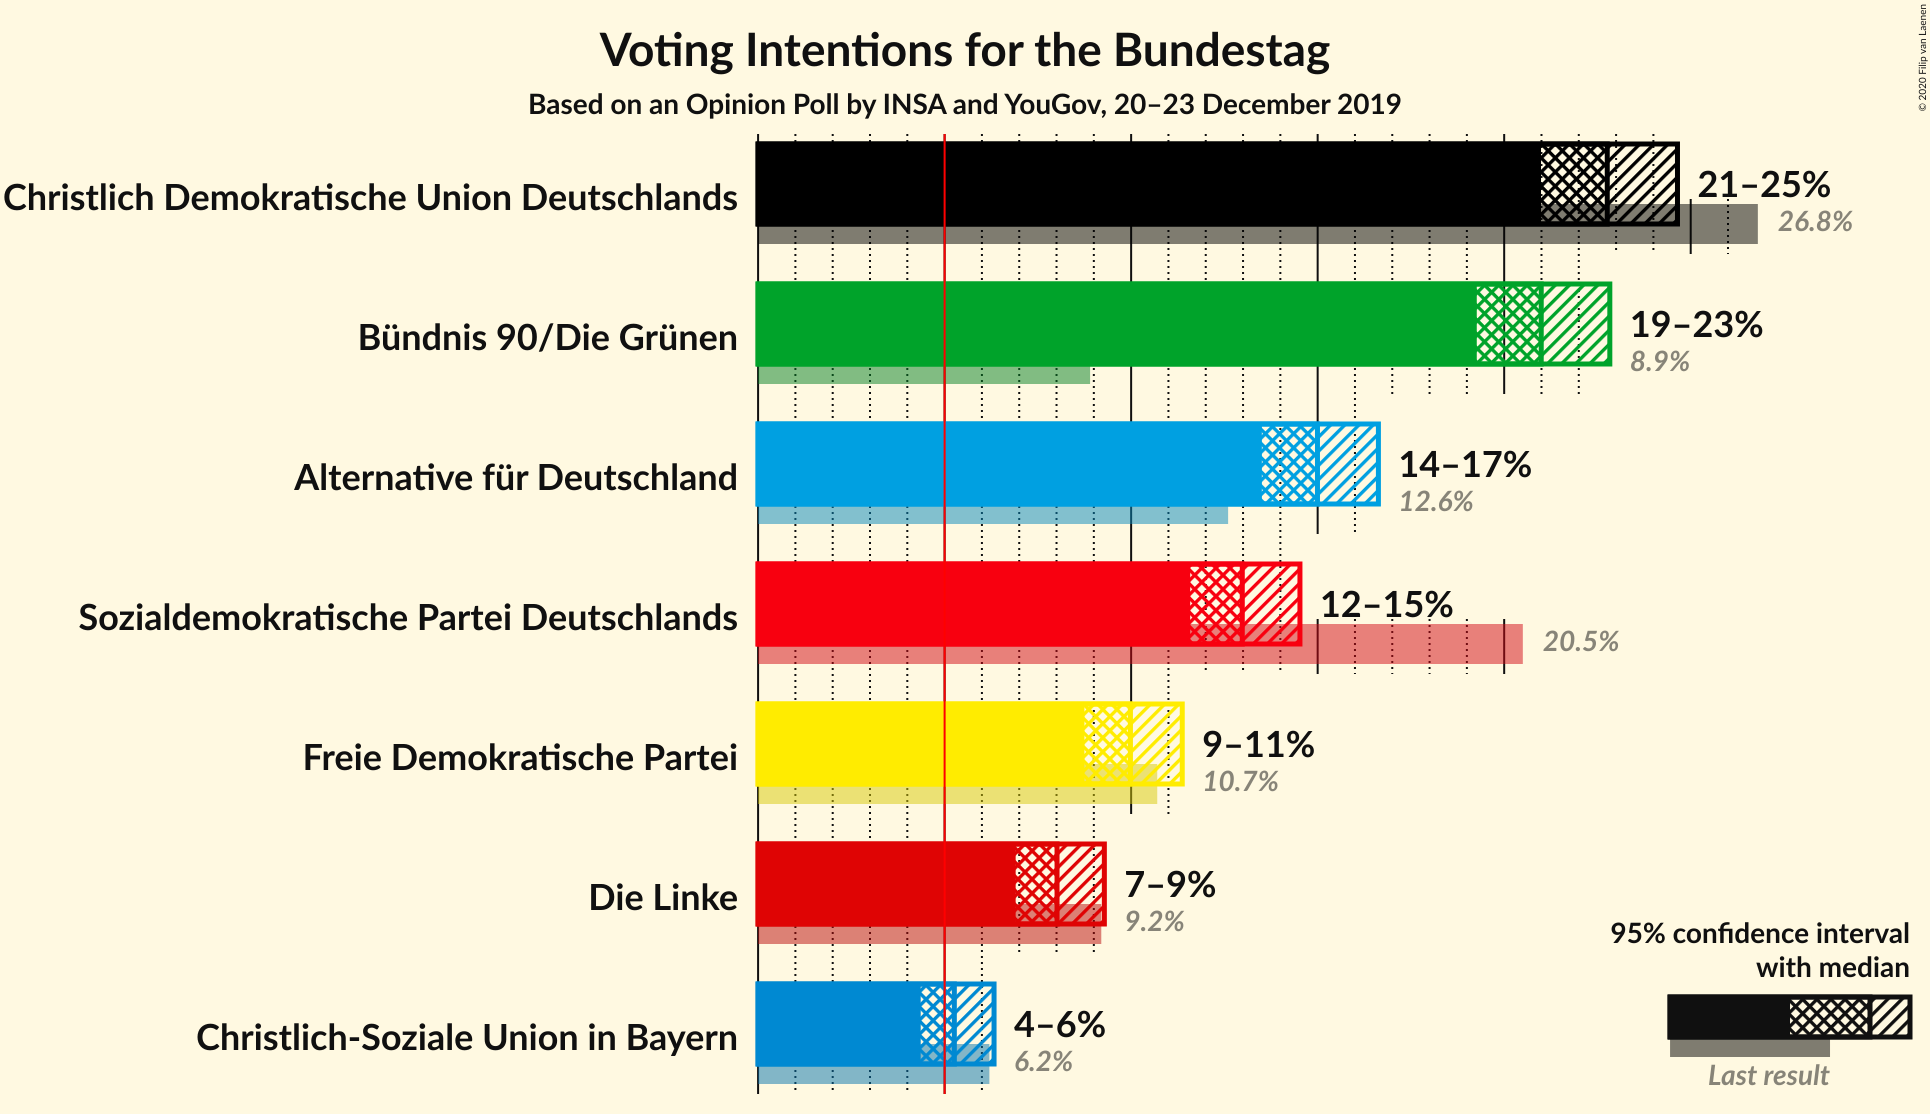 Voting Intentions for the Bundestag
Based on an Opinion Poll by INSA and YouGov, 20–23 December 2019
© 2020 Filip van Laenen
Christlich Demokratische Union Deutschlands
21–25%
26.8%
Bündnis 90/Die Grünen
19–23%
8.9%
Alternative für Deutschland
14–17%
12.6%
Sozialdemokratische Partei Deutschlands
12–15%
20.5%
Freie Demokratische Partei
9–11%
10.7%
Die Linke
7–9%
9.2%
Christlich-Soziale Union in Bayern
4–6%
6.2%
95% confidence interval
with median
Last result